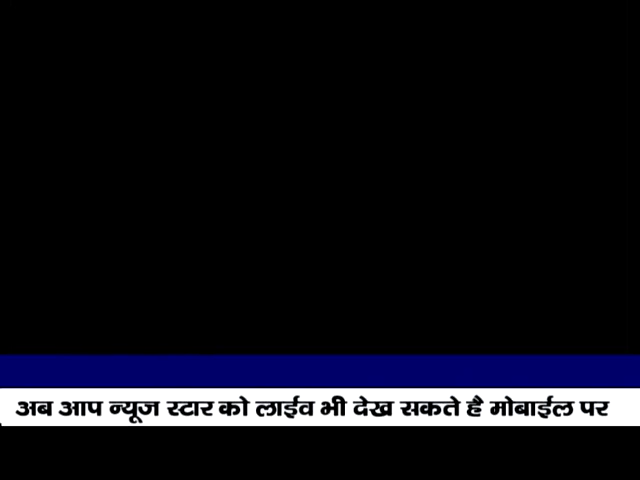 अब आप न्यूज स्टार को लाईव भी देख सकते है मोबाईल पर